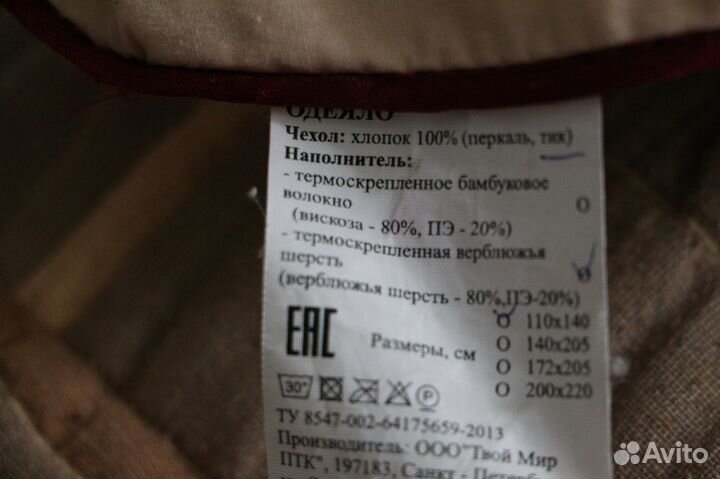 ОДЕЯЛО
Чехол: хлопок 100% (перкаль, тик)
Наполнитель:
- термоскрепленное бамбуковое
волокно О
(вискоза - 80%, ПЭ - 20%)
- термоскрепленная верблюжья
шерсть О
(верблюжья шерсть - 80%,ПЭ-20%)
EAC
Размеры, см
О 110х140
О 140х205
О 172х205
О 200х220
30°
P
ТУ 8547-002-64175659-2013
Производитель: ООО"Твой Мир
ПТК", 197183, Санкт - Петербу
Avito